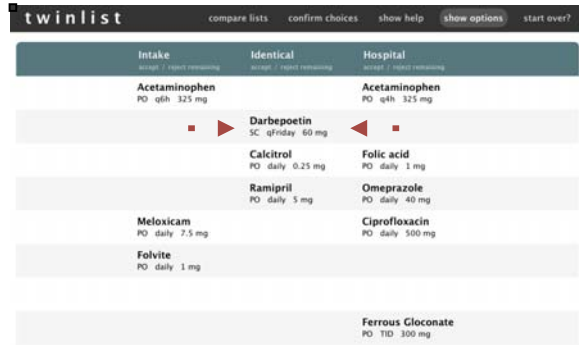 twinlist compare lists confirm choices show help show options start over?
Intake Identical Hospital
accept / reject remaining accept / reject remaining accept / reject remaining
Acetaminophen Acetaminophen
PO q6h 325 mg PO q4h 325 mg
Darbepoetin
SC qFriday 60 mg
Calcitrol Folic acid
PO daily 0.25 mg PO daily 1 mg
Ramipril Omeprazole
PO daily 5 mg PO daily 40 mg
Meloxicam Ciprofloxacin
PO daily 7.5 mg PO daily 500 mg
Folvite
PO daily 1 mg
Ferrous Gloconate
PO TID 300 mg